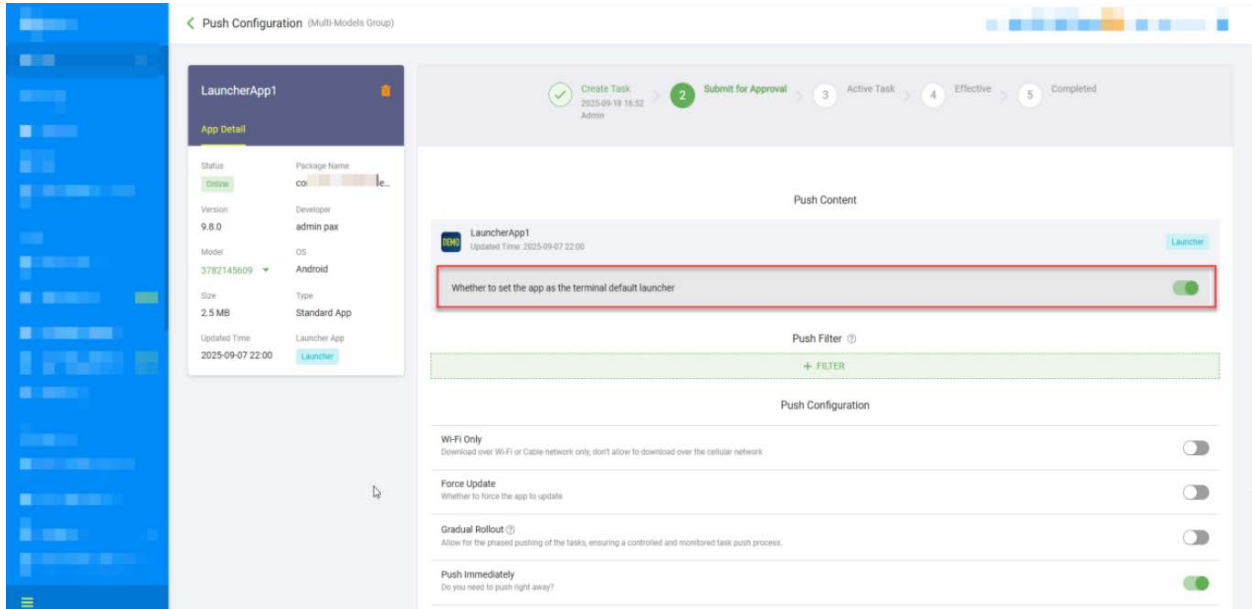 Push Configuration (Multi-Models Group)
LauncherApp1
App Detail
Status
Package Name
Online
Version
Developer
9.8.0
admin pax
Model
OS
3782145609
Android
Size
Type
2.5 MB
Standard App
Updated Time
Launcher App
2025-09-07 22:00
Launcher
Create Task
2025-09-18 16:52
Admin
2
Submit for Approval
3
Active Task
4
Effective
5
Completed
Push Content
DEMO
LauncherApp1
Updated Time: 2025-09-07 22:00
Launcher
Whether to set the app as the terminal default launcher
Push Filter
+ FILTER
Push Configuration
Wi-Fi Only
Download over Wi-Fi or Cable network only, don't allow to download over the cellular network
Force Update
Whether to force the app to update
Gradual Rollout
Allow for the phased pushing of the tasks, ensuring a controlled and monitored task push process.
Push Immediately
Do you need to push right away?